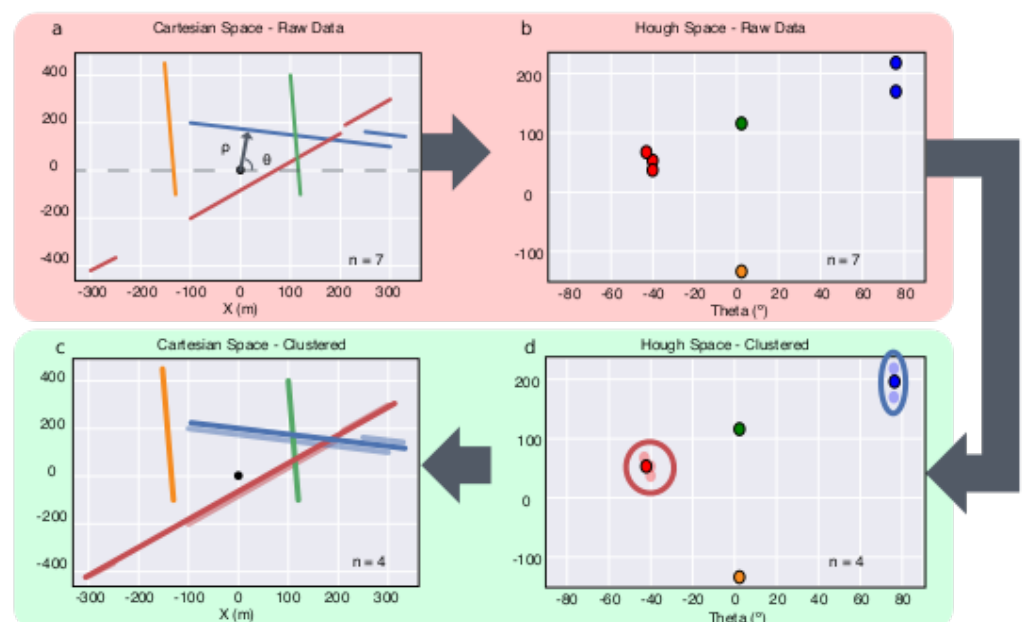 a Cartesian Space - Raw Data
400
200
0
-200
-400
ρ
θ
n = 7
-300 -200 -100 0 100 200 300
X (m)
b Hough Space - Raw Data
200
100
0
-100
n = 7
-80 -60 -40 -20 0 20 40 60 80
Theta (º)
c Cartesian Space - Clustered
400
200
0
-200
-400
n = 4
-300 -200 -100 0 100 200 300
X (m)
d Hough Space - Clustered
200
100
0
-100
n = 4
-80 -60 -40 -20 0 20 40 60 80
Theta (º)